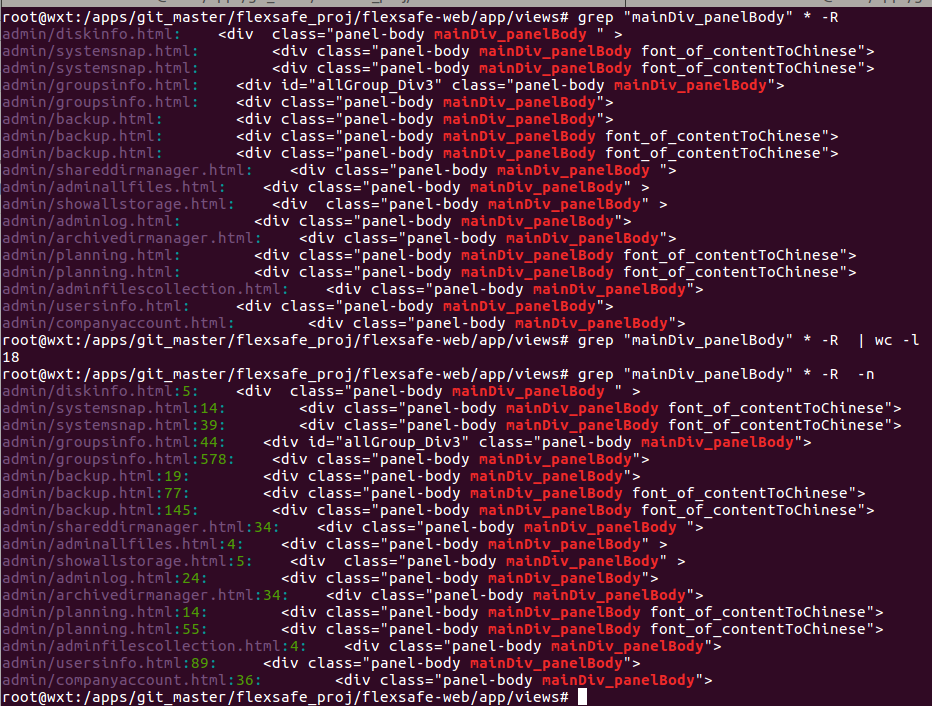 root@wxt:/apps/git_master/flexsafe_proj/flexsafe-web/app/views# grep "mainDiv_panelBody" * -R
admin/diskinfo.html:    <div  class="panel-body mainDiv_panelBody " >
admin/systemsnap.html:        <div class="panel-body mainDiv_panelBody font_of_contentToChinese">
admin/systemsnap.html:        <div class="panel-body mainDiv_panelBody font_of_contentToChinese">
admin/groupsinfo.html:    <div id="allGroup_Div3" class="panel-body mainDiv_panelBody">
admin/groupsinfo.html:    <div class="panel-body mainDiv_panelBody">
admin/backup.html:        <div class="panel-body mainDiv_panelBody">
admin/backup.html:        <div class="panel-body mainDiv_panelBody font_of_contentToChinese">
admin/backup.html:        <div class="panel-body mainDiv_panelBody font_of_contentToChinese">
admin/shareddirmanager.html:    <div class="panel-body mainDiv_panelBody ">
admin/adminallfiles.html:    <div class="panel-body mainDiv_panelBody" >
admin/showallstorage.html:    <div  class="panel-body mainDiv_panelBody" >
admin/adminlog.html:        <div class="panel-body mainDiv_panelBody">
admin/archivedirmanager.html:    <div class="panel-body mainDiv_panelBody">
admin/planning.html:        <div class="panel-body mainDiv_panelBody font_of_contentToChinese">
admin/planning.html:        <div class="panel-body mainDiv_panelBody font_of_contentToChinese">
admin/adminfilescollection.html:    <div class="panel-body mainDiv_panelBody">
admin/usersinfo.html:     <div class="panel-body mainDiv_panelBody">
admin/companyaccount.html:        <div class="panel-body mainDiv_panelBody">
root@wxt:/apps/git_master/flexsafe_proj/flexsafe-web/app/views# grep "mainDiv_panelBody" * -R  | wc -l
18
root@wxt:/apps/git_master/flexsafe_proj/flexsafe-web/app/views# grep "mainDiv_panelBody" * -R  -n
admin/diskinfo.html:5:    <div  class="panel-body mainDiv_panelBody " >
admin/systemsnap.html:14:        <div class="panel-body mainDiv_panelBody font_of_contentToChinese">
admin/systemsnap.html:39:        <div class="panel-body mainDiv_panelBody font_of_contentToChinese">
admin/groupsinfo.html:44:    <div id="allGroup_Div3" class="panel-body mainDiv_panelBody">
admin/groupsinfo.html:578:    <div class="panel-body mainDiv_panelBody">
admin/backup.html:19:        <div class="panel-body mainDiv_panelBody">
admin/backup.html:77:        <div class="panel-body mainDiv_panelBody font_of_contentToChinese">
admin/backup.html:145:        <div class="panel-body mainDiv_panelBody font_of_contentToChinese">
admin/shareddirmanager.html:34:    <div class="panel-body mainDiv_panelBody ">
admin/adminallfiles.html:4:    <div class="panel-body mainDiv_panelBody" >
admin/showallstorage.html:5:    <div  class="panel-body mainDiv_panelBody" >
admin/adminlog.html:24:        <div class="panel-body mainDiv_panelBody">
admin/archivedirmanager.html:34:    <div class="panel-body mainDiv_panelBody">
admin/planning.html:14:        <div class="panel-body mainDiv_panelBody font_of_contentToChinese">
admin/planning.html:55:        <div class="panel-body mainDiv_panelBody font_of_contentToChinese">
admin/adminfilescollection.html:4:    <div class="panel-body mainDiv_panelBody">
admin/usersinfo.html:89:     <div class="panel-body mainDiv_panelBody">
admin/companyaccount.html:36:        <div class="panel-body mainDiv_panelBody">
root@wxt:/apps/git_master/flexsafe_proj/flexsafe-web/app/views#